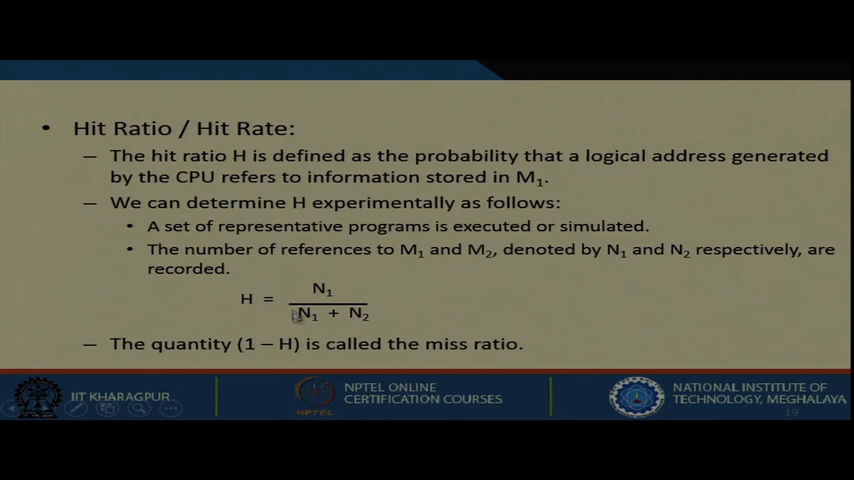 • Hit Ratio / Hit Rate:
– The hit ratio H is defined as the probability that a logical address generated
by the CPU refers to information stored in M₁.
– We can determine H experimentally as follows:
• A set of representative programs is executed or simulated.
• The number of references to M₁ and M₂, denoted by N₁ and N₂ respectively, are
recorded.
N₁
H =
N₁ + N₂
– The quantity (1 – H) is called the miss ratio.
IIT KHARAGPUR
NPTEL
NPTEL ONLINE
CERTIFICATION COURSES
NATIONAL INSTITUTE OF
TECHNOLOGY, MEGHALAYA
19